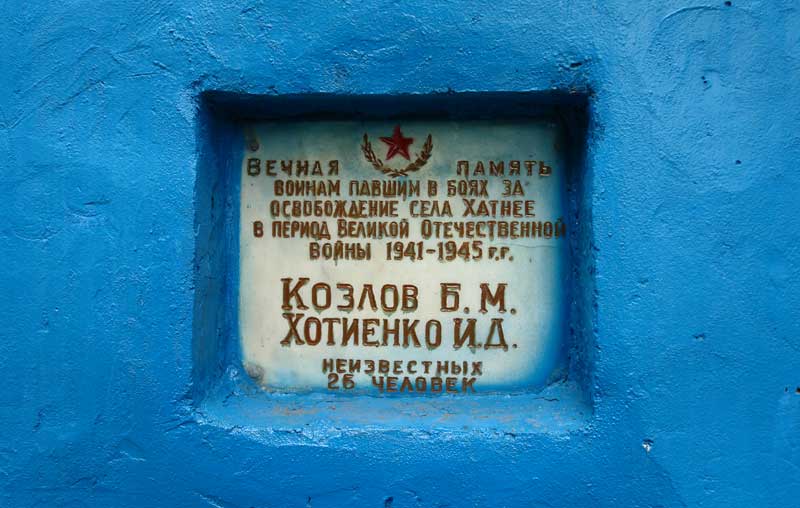 ВЕЧНАЯ ПАМЯТЬ
ВОИНАМ ПАВШИМ В БОЯХ ЗА
ОСВОБОЖДЕНИЕ СЕЛА ХАТНЕЕ
В ПЕРИОД ВЕЛИКОЙ ОТЕЧЕСТВЕННОЙ
ВОЙНЫ 1941-1945 г.г.
КОЗЛОВ Б. М.
ХОТИЕНКО И.Д.
НЕИЗВЕСТНЫХ
26 ЧЕЛОВЕК